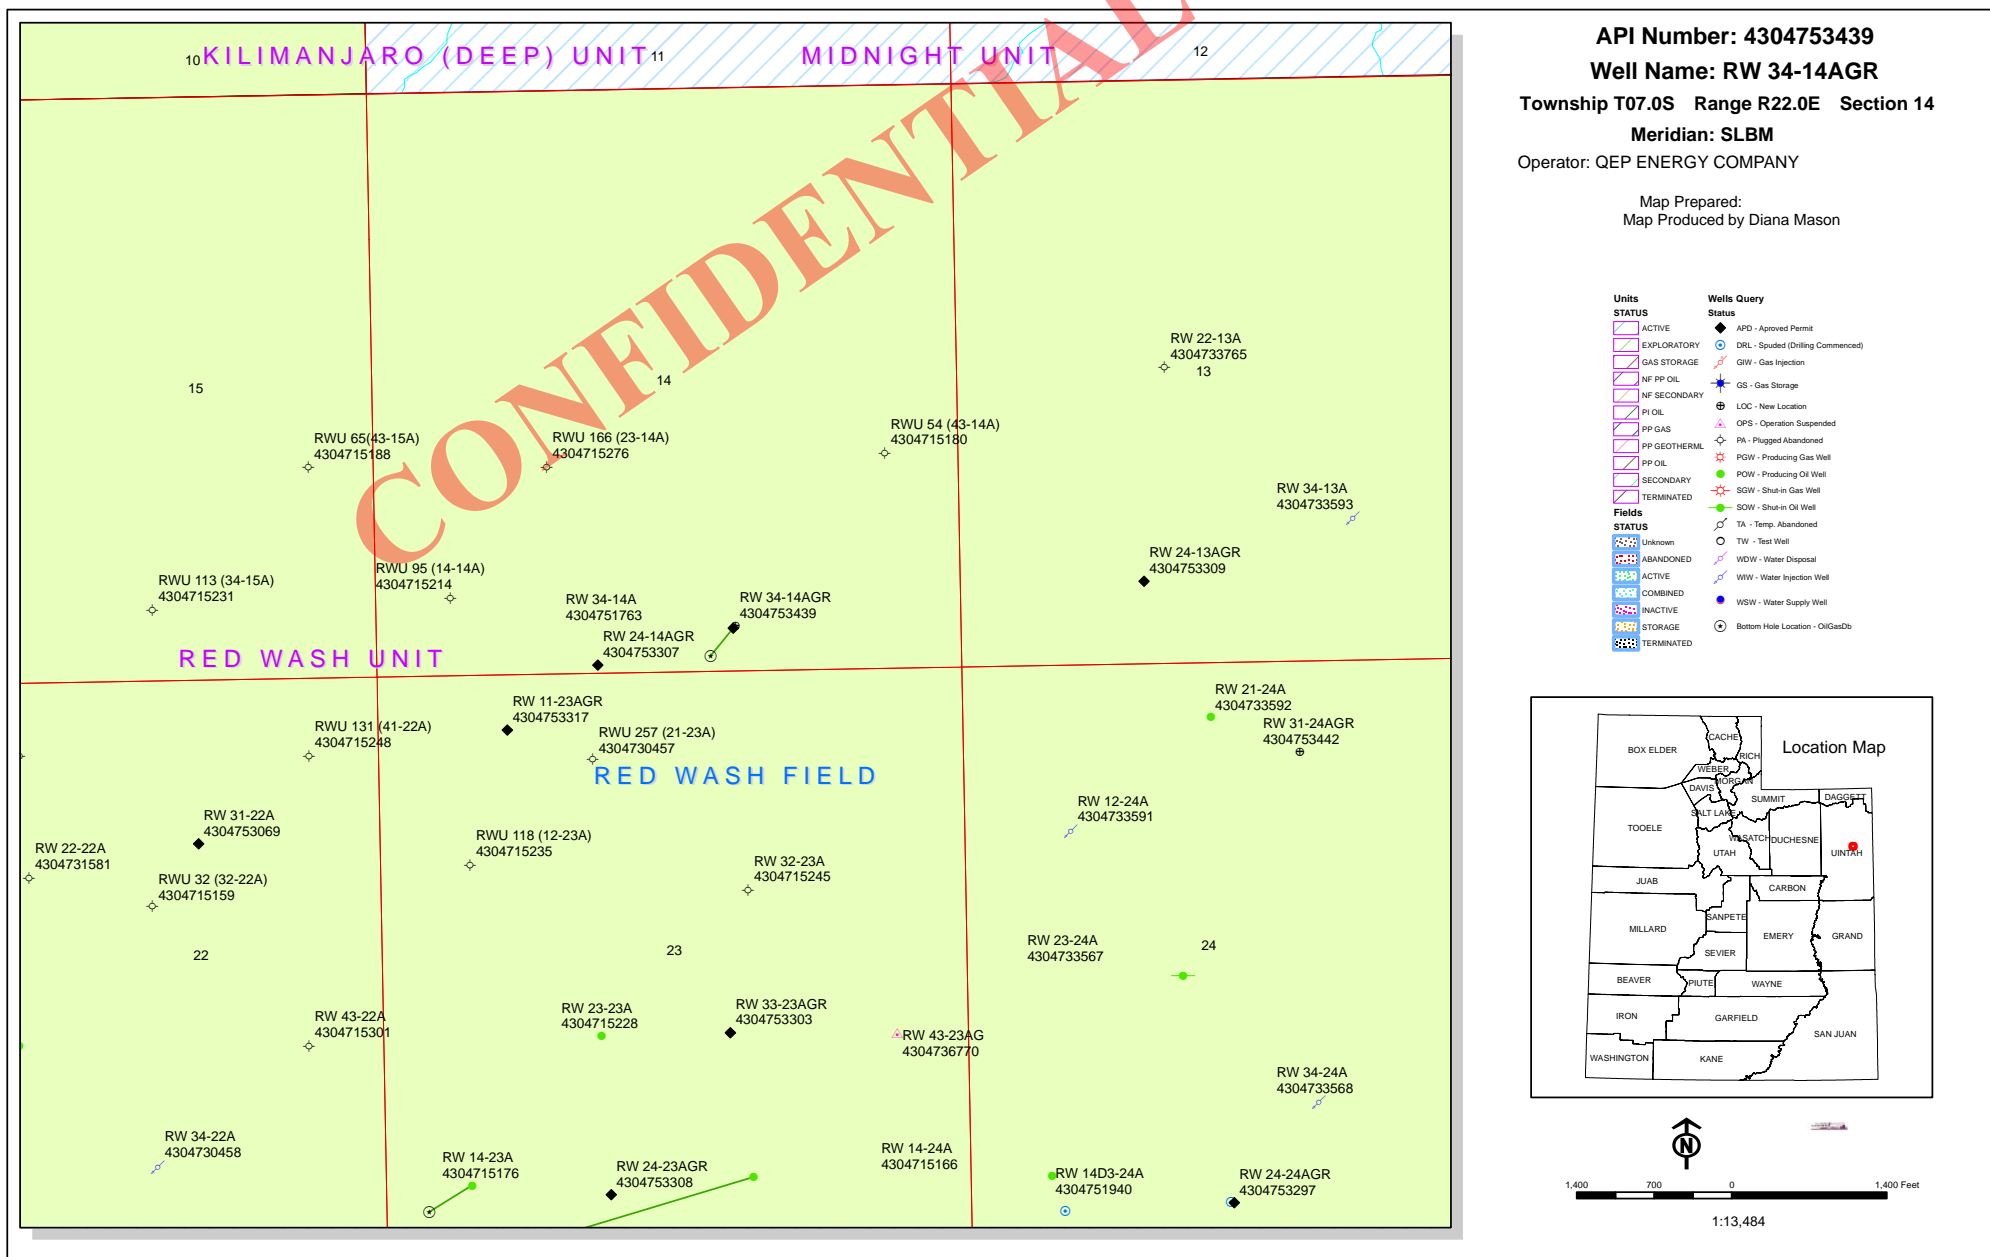 KILIMANJARO (DEEP) UNIT
MIDNIGHT UNIT
10
11
12
CONFIDENTIAL
RW 22-13A
4304733765
13
15
14
RWU 65(43-15A)
4304715188
RWU 166 (23-14A)
4304715276
RWU 54 (43-14A)
4304715180
RW 34-13A
4304733593
RW 24-13AGR
4304753309
RWU 113 (34-15A)
4304715231
RWU 95 (14-14A)
4304715214
RW 34-14A
4304751763
RW 34-14AGR
4304753439
RW 24-14AGR
4304753307
RED WASH UNIT
RW 11-23AGR
4304753317
RW 21-24A
4304733592
RWU 131 (41-22A)
4304715248
RWU 257 (21-23A)
4304730457
RW 31-24AGR
4304753442
RED WASH FIELD
RW 31-22A
4304753069
RW 12-24A
4304733591
RW 22-22A
4304731581
RWU 118 (12-23A)
4304715235
RW 32-23A
4304715245
RWU 32 (32-22A)
4304715159
22
23
RW 23-24A
4304733567
24
RW 43-22A
4304715301
RW 23-23A
4304715228
RW 33-23AGR
4304753303
RW 43-23AG
4304736770
RW 34-24A
4304733568
RW 34-22A
4304730458
RW 14-23A
4304715176
RW 24-23AGR
4304753308
RW 14-24A
4304715166
RW 14D3-24A
4304751940
RW 24-24AGR
4304753297
API Number: 4304753439
Well Name: RW 34-14AGR
Township T07.0S Range R22.0E Section 14
Meridian: SLBM
Operator: QEP ENERGY COMPANY
Map Prepared:
Map Produced by Diana Mason
Units
STATUS
ACTIVE
EXPLORATORY
GAS STORAGE
NF PP OIL
NF SECONDARY
PI OIL
PP GAS
PP GEOTHERML
PP OIL
SECONDARY
TERMINATED
Fields
STATUS
Unknown
ABANDONED
ACTIVE
COMBINED
INACTIVE
STORAGE
TERMINATED
Wells Query
Status
APD - Aproved Permit
DRL - Spuded (Drilling Commenced)
GIW - Gas Injection
GS - Gas Storage
LOC - New Location
OPS - Operation Suspended
PA - Plugged Abandoned
PGW - Producing Gas Well
POW - Producing Oil Well
SGW - Shut-in Gas Well
SOW - Shut-in Oil Well
TA - Temp. Abandoned
TW - Test Well
WDW - Water Disposal
WIW - Water Injection Well
WSW - Water Supply Well
Bottom Hole Location - OilGasDb
Location Map
BOX ELDER
CACHE
RICH
WEBER
MORGAN
DAVIS
SUMMIT
DAGGETT
SALT LAKE
TOOELE
WASATCH
DUCHESNE
UTAH
UINTAH
JUAB
CARBON
SANPETE
MILLARD
EMERY
GRAND
SEVIER
BEAVER
PIUTE
WAYNE
IRON
GARFIELD
SAN JUAN
WASHINGTON
KANE
N
1,400 700 0 1,400 Feet
1:13,484